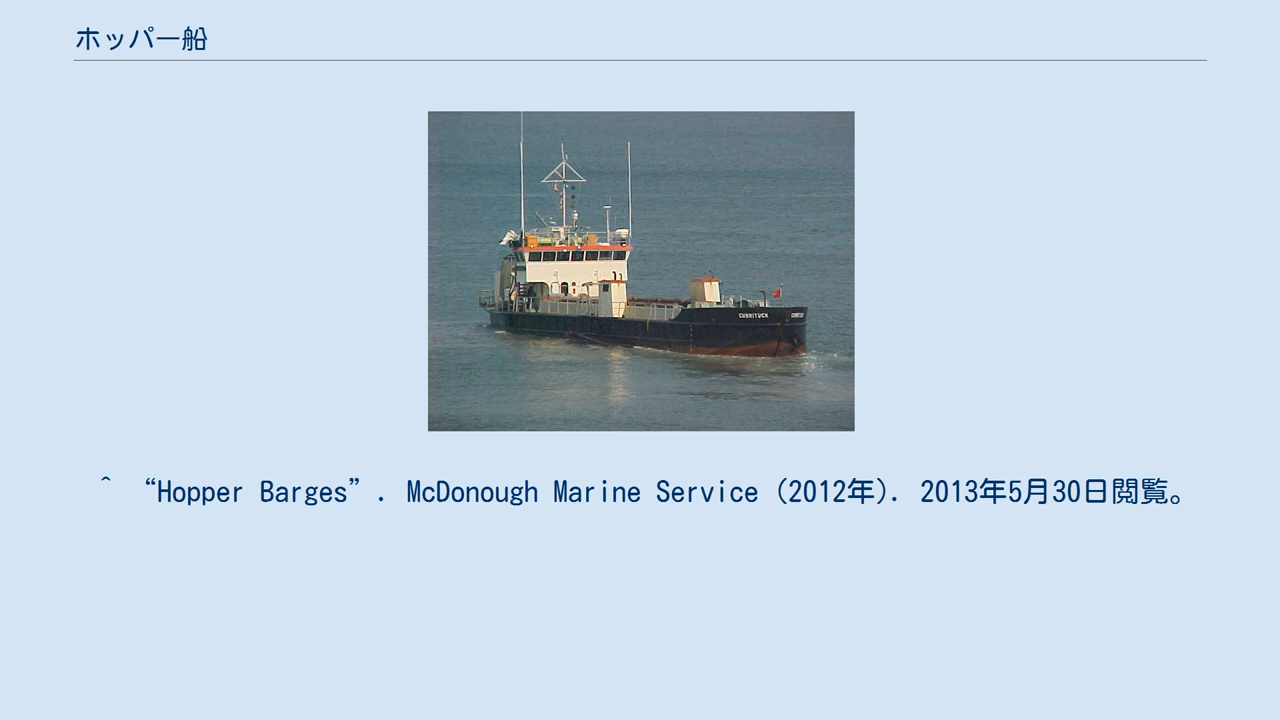 ホッパー船
CURRITUCK
^ “Hopper Barges”. McDonough Marine Service (2012年). 2013年5月30日閲覧。